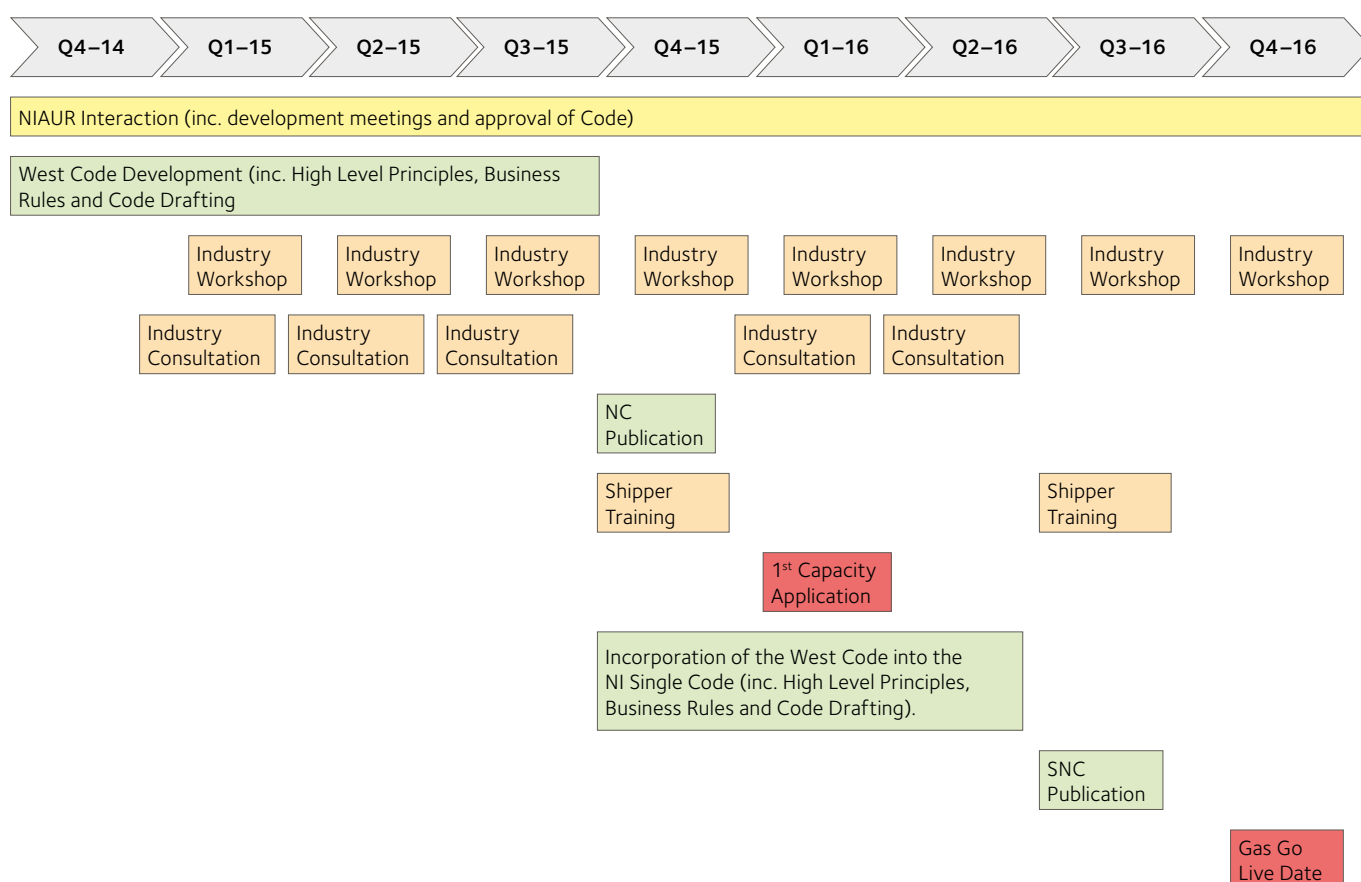 Q4–14
Q1–15
Q2–15
Q3–15
Q4–15
Q1–16
Q2–16
Q3–16
Q4–16
NIAUR Interaction (inc. development meetings and approval of Code)
West Code Development (inc. High Level Principles, Business
Rules and Code Drafting
Industry
Workshop
Industry
Workshop
Industry
Workshop
Industry
Workshop
Industry
Workshop
Industry
Workshop
Industry
Workshop
Industry
Workshop
Industry
Consultation
Industry
Consultation
Industry
Consultation
Industry
Consultation
Industry
Consultation
NC
Publication
Shipper
Training
Shipper
Training
1st Capacity
Application
Incorporation of the West Code into the
NI Single Code (inc. High Level Principles,
Business Rules and Code Drafting).
SNC
Publication
Gas Go
Live Date